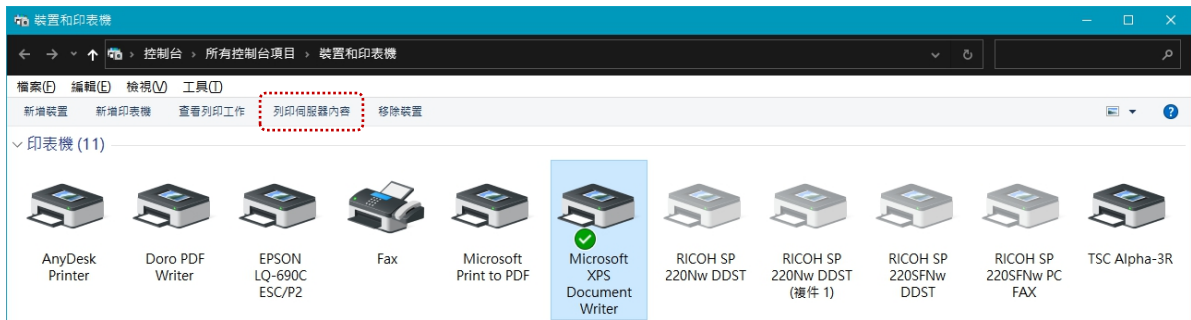 裝置和印表機
控制台 › 所有控制台項目 › 裝置和印表機
檔案(F) 編輯(E) 檢視(V) 工具(T)
新增裝置 新增印表機 查看列印工作 列印伺服器內容 移除裝置
印表機 (11)
AnyDesk
Printer
Doro PDF
Writer
EPSON
LQ-690C
ESC/P2
Fax
Microsoft
Print to PDF
Microsoft
XPS
Document
Writer
RICOH SP
220Nw DDST
RICOH SP
220Nw DDST
(複件 1)
RICOH SP
220SFNw
DDST
RICOH SP
220SFNw PC
FAX
TSC Alpha-3R